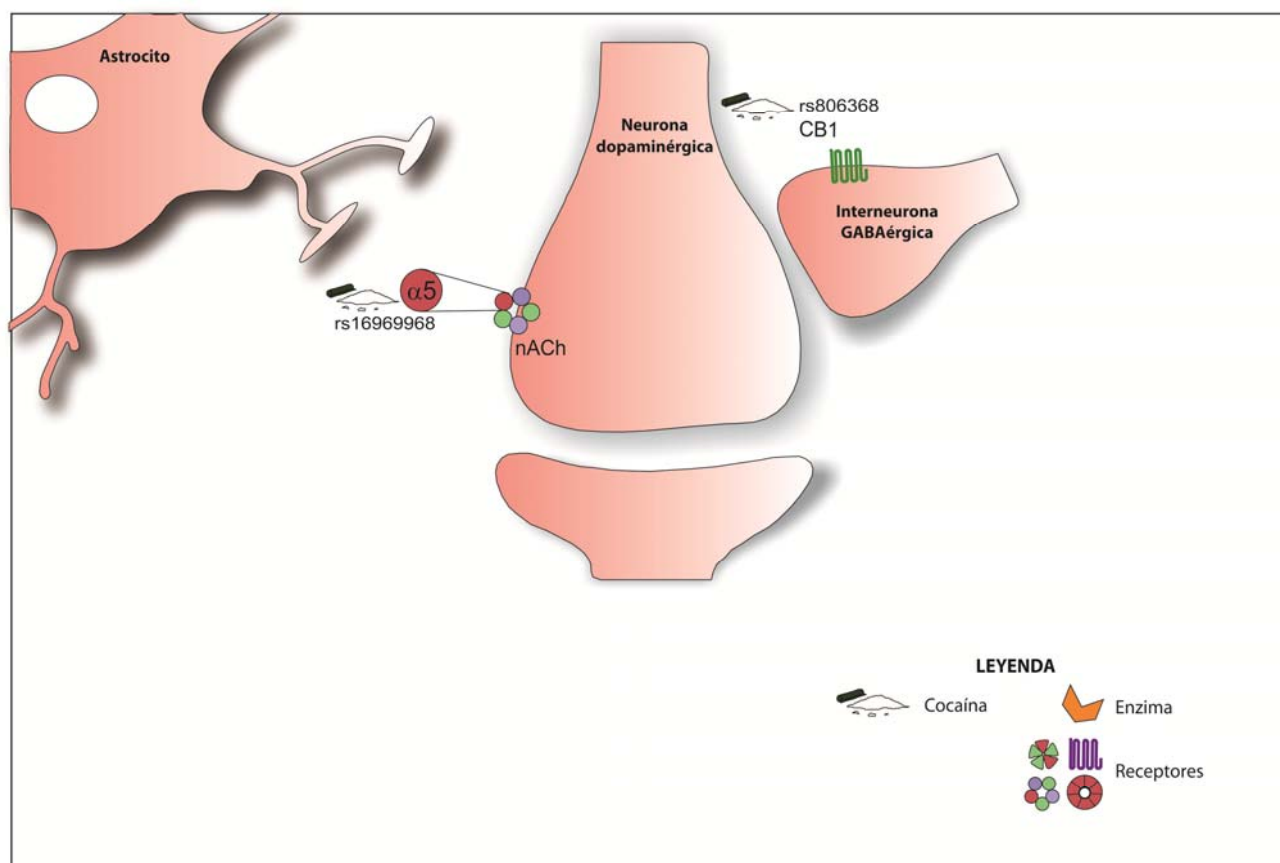 Astrocito
Neurona
dopaminérgica
rs806368
CB1
Interneurona
GABAérgica
α5
rs16969968
nACh
LEYENDA
Cocaína
Enzima
Receptores